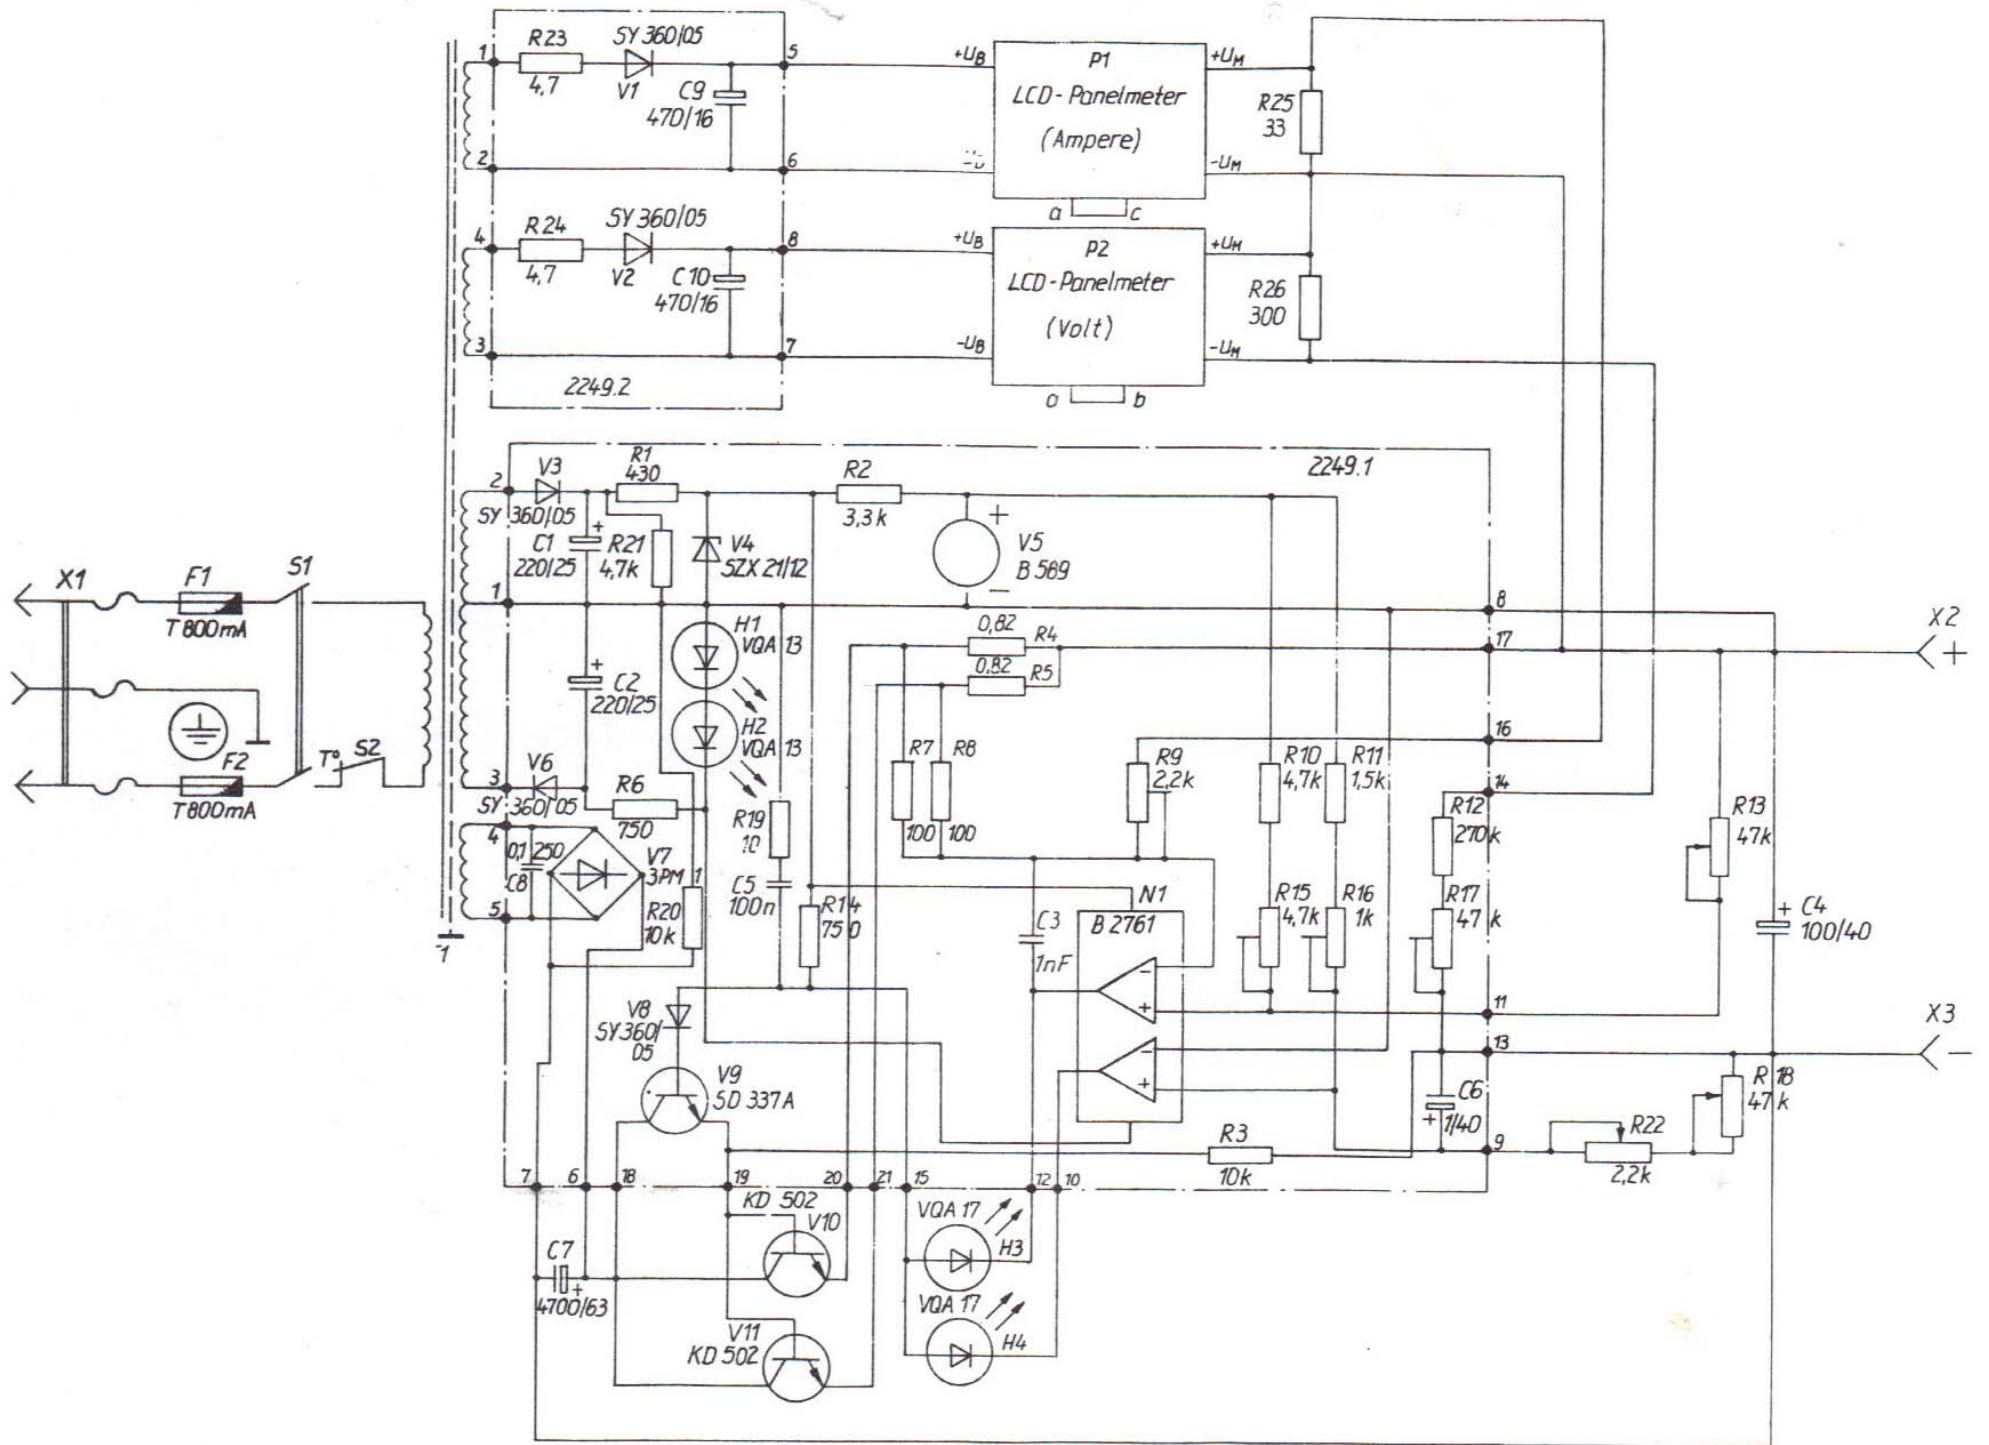 R23
SY 360/05
1
4,7
V1
C9
470/16
5
2
6
+UB
P1
LCD-Panelmeter
(Ampere)
+UM
-UM
a
c
R25
33
R24
SY 360/05
4
4,7
V2
C10
470/16
8
3
7
2249.2
+UB
-UB
P2
LCD-Panelmeter
(Volt)
+UM
-UM
a
b
R26
300
2249.1
2
V3
SY 360/05
R1
430
R2
3,3k
C1
+
220/25
R21
4,7k
V4
SZX 21/12
+
V5
B 589
-
1
X1
F1
T 800mA
S1
F2
T 800mA
T°
S2
H1
VQA 13
H2
VQA 13
C2
+
220/25
0,82
R4
0,82
R5
8
17
X2
+
16
14
3
V6
SY 360/05
R6
750
R7
100
R8
100
R9
2,2k
R10
4,7k
R11
1,5k
R12
270k
R13
47k
4
0,1
250
C8
5
V7
3PM 1
R20
10k
R19
10
C5
100n
R14
750
C3
1nF
N1
B 2761
-
+
-
+
R15
4,7k
R16
1k
R17
47 k
+
C4
100/40
11
13
X3
-
V8
SY360/
05
V9
SD 337A
C6
+
1/40
R 18
47 k
R22
2,2k
9
R3
10k
7
6
18
19
20
21
15
12
10
KD 502
V10
C7
+
4700/63
V11
KD 502
VQA 17
H3
VQA 17
H4